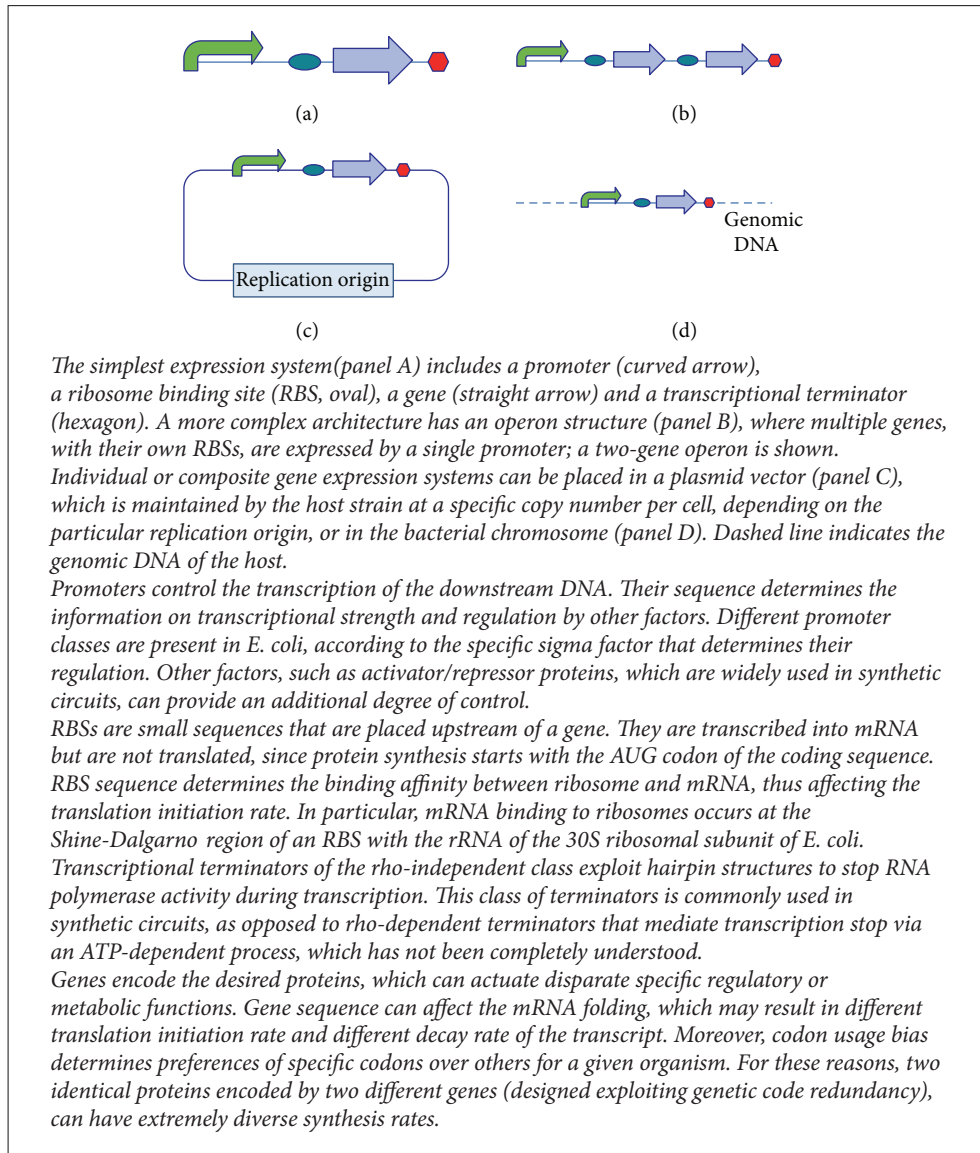 (a)
(b)
Replication origin
(c)
Genomic
DNA
(d)
The simplest expression system(panel A) includes a promoter (curved arrow),
a ribosome binding site (RBS, oval), a gene (straight arrow) and a transcriptional terminator
(hexagon). A more complex architecture has an operon structure (panel B), where multiple genes,
with their own RBSs, are expressed by a single promoter; a two-gene operon is shown.
Individual or composite gene expression systems can be placed in a plasmid vector (panel C),
which is maintained by the host strain at a specific copy number per cell, depending on the
particular replication origin, or in the bacterial chromosome (panel D). Dashed line indicates the
genomic DNA of the host.
Promoters control the transcription of the downstream DNA. Their sequence determines the
information on transcriptional strength and regulation by other factors. Different promoter
classes are present in E. coli, according to the specific sigma factor that determines their
regulation. Other factors, such as activator/repressor proteins, which are widely used in synthetic
circuits, can provide an additional degree of control.
RBSs are small sequences that are placed upstream of a gene. They are transcribed into mRNA
but are not translated, since protein synthesis starts with the AUG codon of the coding sequence.
RBS sequence determines the binding affinity between ribosome and mRNA, thus affecting the
translation initiation rate. In particular, mRNA binding to ribosomes occurs at the
Shine-Dalgarno region of an RBS with the rRNA of the 30S ribosomal subunit of E. coli.
Transcriptional terminators of the rho-independent class exploit hairpin structures to stop RNA
polymerase activity during transcription. This class of terminators is commonly used in
synthetic circuits, as opposed to rho-dependent terminators that mediate transcription stop via
an ATP-dependent process, which has not been completely understood.
Genes encode the desired proteins, which can actuate disparate specific regulatory or
metabolic functions. Gene sequence can affect the mRNA folding, which may result in different
translation initiation rate and different decay rate of the transcript. Moreover, codon usage bias
determines preferences of specific codons over others for a given organism. For these reasons, two
identical proteins encoded by two different genes (designed exploiting genetic code redundancy),
can have extremely diverse synthesis rates.